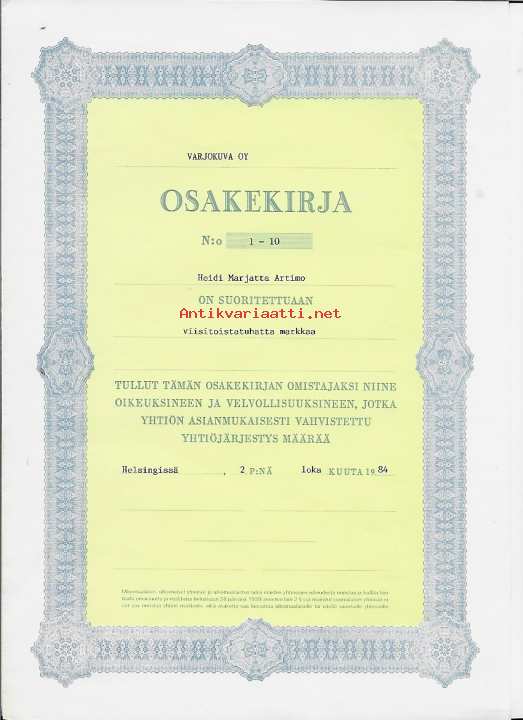 VARJOKUVA OY
OSAKEKIRJA
N:o 1 - 10
Heidi Marjatta Artimo
ON SUORITETTUAAN
Antikvariaatti.net
viisitoistatuhatta markkaa
TULLUT TÄMÄN OSAKEKIRJAN OMISTAJAKSI NIINE
OIKEUKSINEEN JA VELVOLLISUUKSINEEN, JOTKA
YHTIÖN ASIANMUKAISESTI VAHVISTETTU
YHTIÖJÄRJESTYS MÄÄRÄÄ
Helsingissä , 2 P:NÄ loka KUUTA 19 84